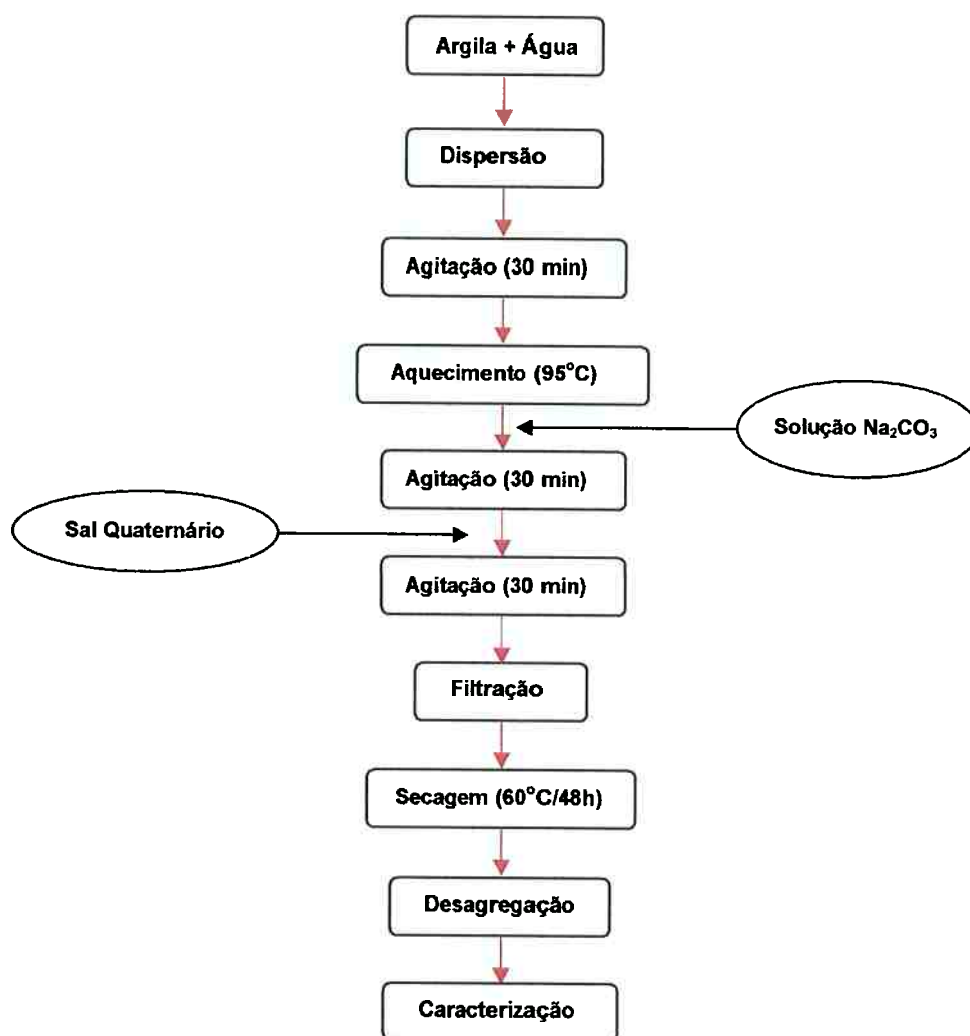 Argila + Água
Dispersão
Agitação (30 min)
Aquecimento (95°C)
Solução Na₂CO₃
Agitação (30 min)
Sal Quaternário
Agitação (30 min)
Filtração
Secagem (60°C/48h)
Desagregação
Caracterização